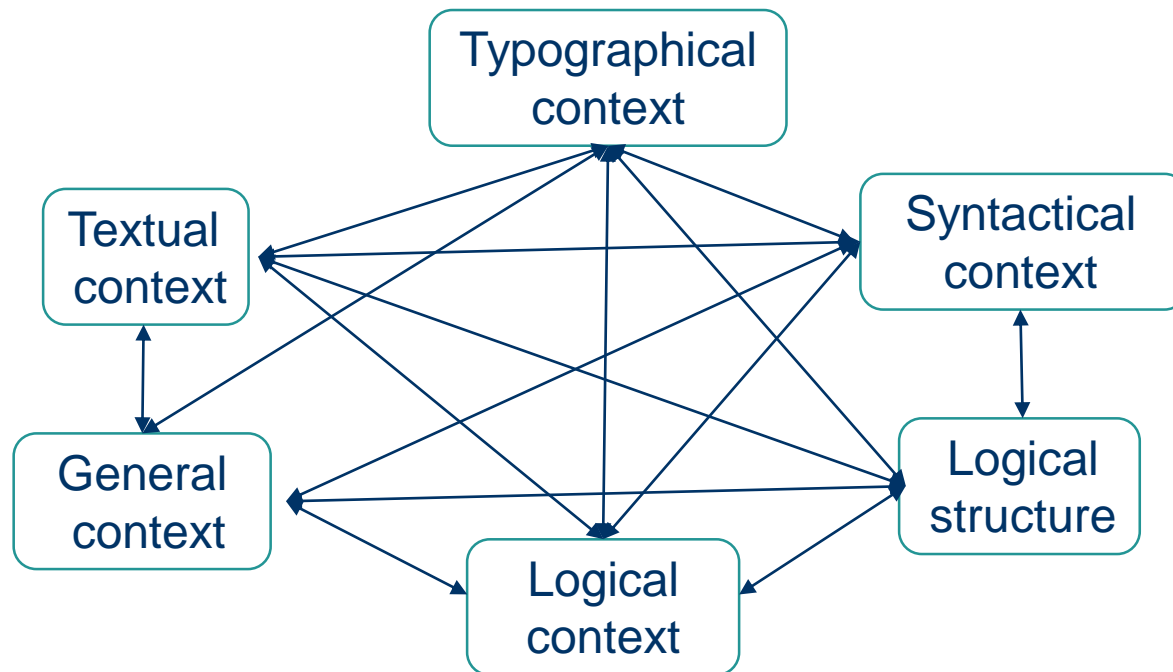 Typographical
context
Textual
context
Syntactical
context
General
context
Logical
structure
Logical
context